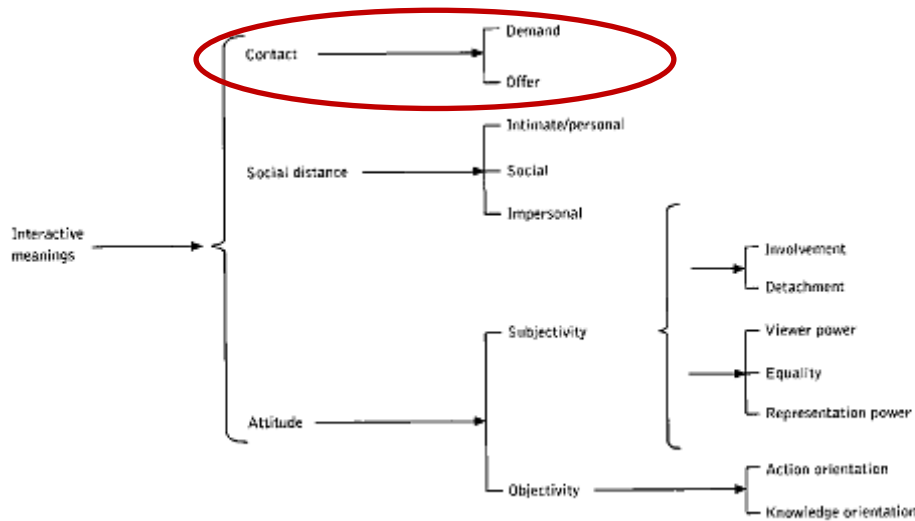 Demand
Contact
Offer
Intimate/personal
Social distance
Social
Impersonal
Interactive
meanings
Involvement
Detachment
Subjectivity
Viewer power
Equality
Representation power
Attitude
Action orientation
Objectivity
Knowledge orientation